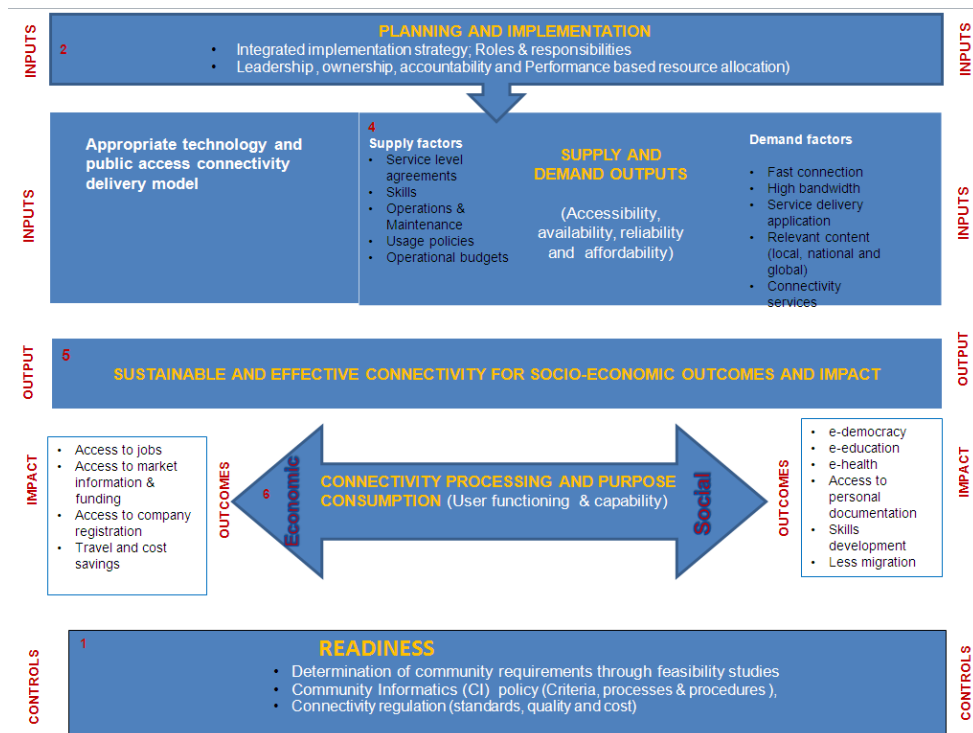 PLANNING AND IMPLEMENTATION
2
• Integrated implementation strategy; Roles & responsibilities
• Leadership , ownership, accountability and Performance based resource allocation)
INPUTS
INPUTS
Appropriate technology and
public access connectivity
delivery model
4
Supply factors
• Service level
agreements
• Skills
• Operations &
Maintenance
• Usage policies
• Operational budgets
SUPPLY AND
DEMAND OUTPUTS
(Accessibility,
availability, reliability
and affordability)
Demand factors
• Fast connection
• High bandwidth
• Service delivery
application
• Relevant content
(local, national and
global)
• Connectivity
services
INPUTS
INPUTS
5
SUSTAINABLE AND EFFECTIVE CONNECTIVITY FOR SOCIO-ECONOMIC OUTCOMES AND IMPACT
OUTPUT
OUTPUT
IMPACT
• Access to jobs
• Access to market
information &
funding
• Access to company
registration
• Travel and cost
savings
OUTCOMES
6
Economic
CONNECTIVITY PROCESSING AND PURPOSE
CONSUMPTION (User functioning & capability)
Social
OUTCOMES
• e-democracy
• e-education
• e-health
• Access to
personal
documentation
• Skills
development
• Less migration
IMPACT
1
READINESS
• Determination of community requirements through feasibility studies
• Community Informatics (CI) policy (Criteria, processes & procedures ),
• Connectivity regulation (standards, quality and cost)
CONTROLS
CONTROLS